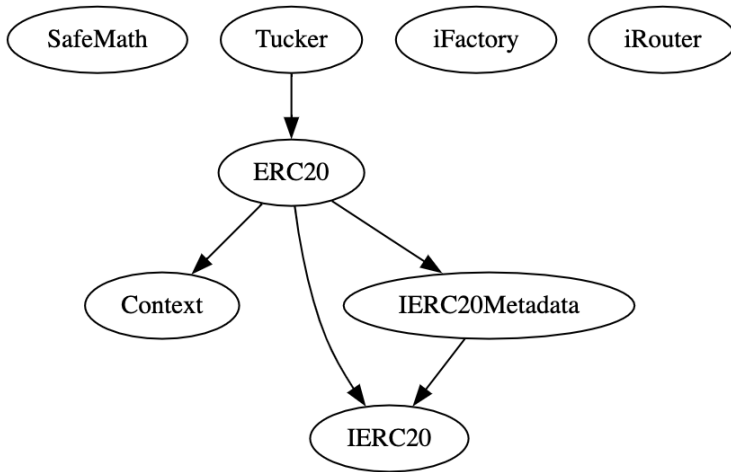 SafeMath
Tucker
iFactory
iRouter
ERC20
Context
IERC20Metadata
IERC20